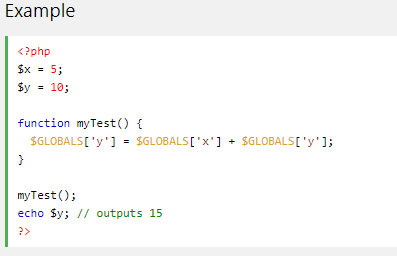 Example
<?php
$x = 5;
$y = 10;

function myTest() {
  $GLOBALS['y'] = $GLOBALS['x'] + $GLOBALS['y'];
}

myTest();
echo $y; // outputs 15
?>